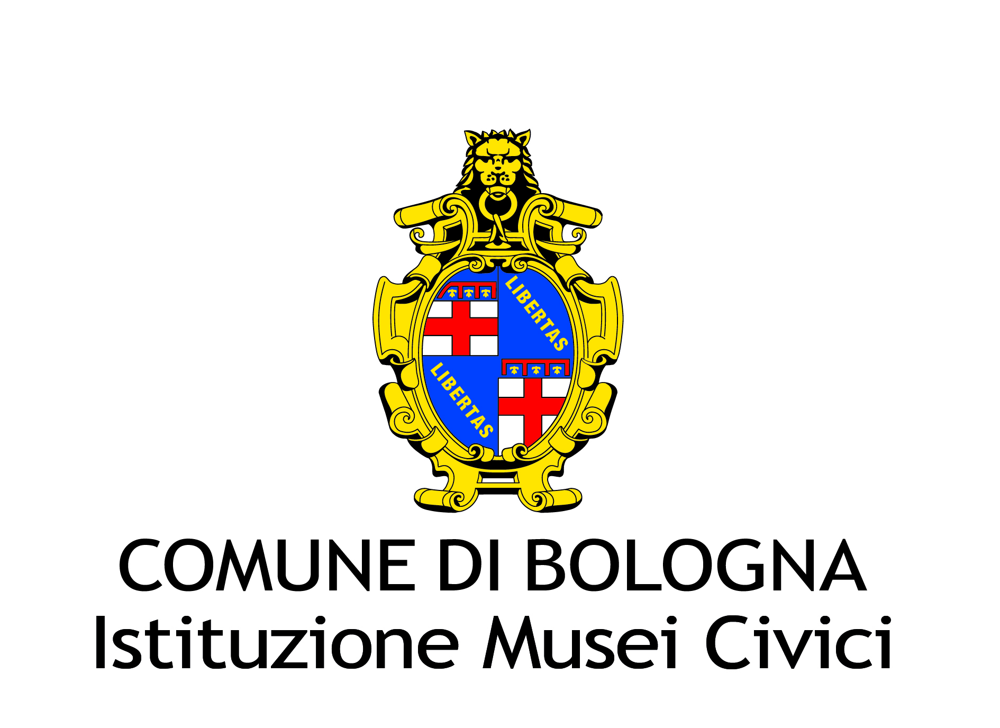 LIBERTAS
LIBERTAS
COMUNE DI BOLOGNA
Istituzione Musei Civici